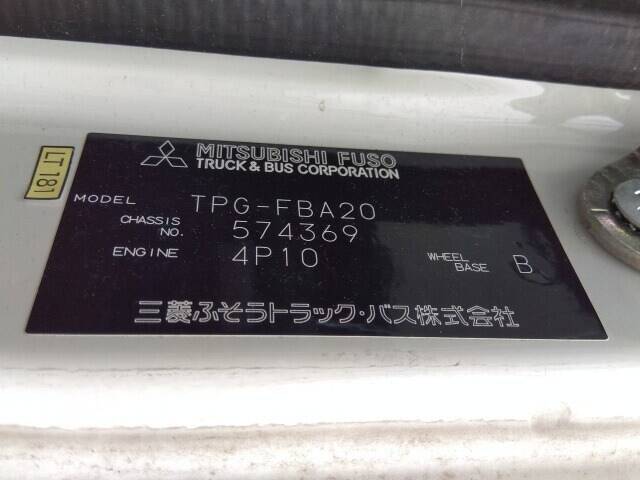 MITSUBISHI FUSO
TRUCK & BUS CORPORATION
LT181
MODEL TPG-FBA20
CHASSIS NO. 574369
ENGINE 4P10 WHEEL BASE B
三菱ふそうトラック・バス株式会社